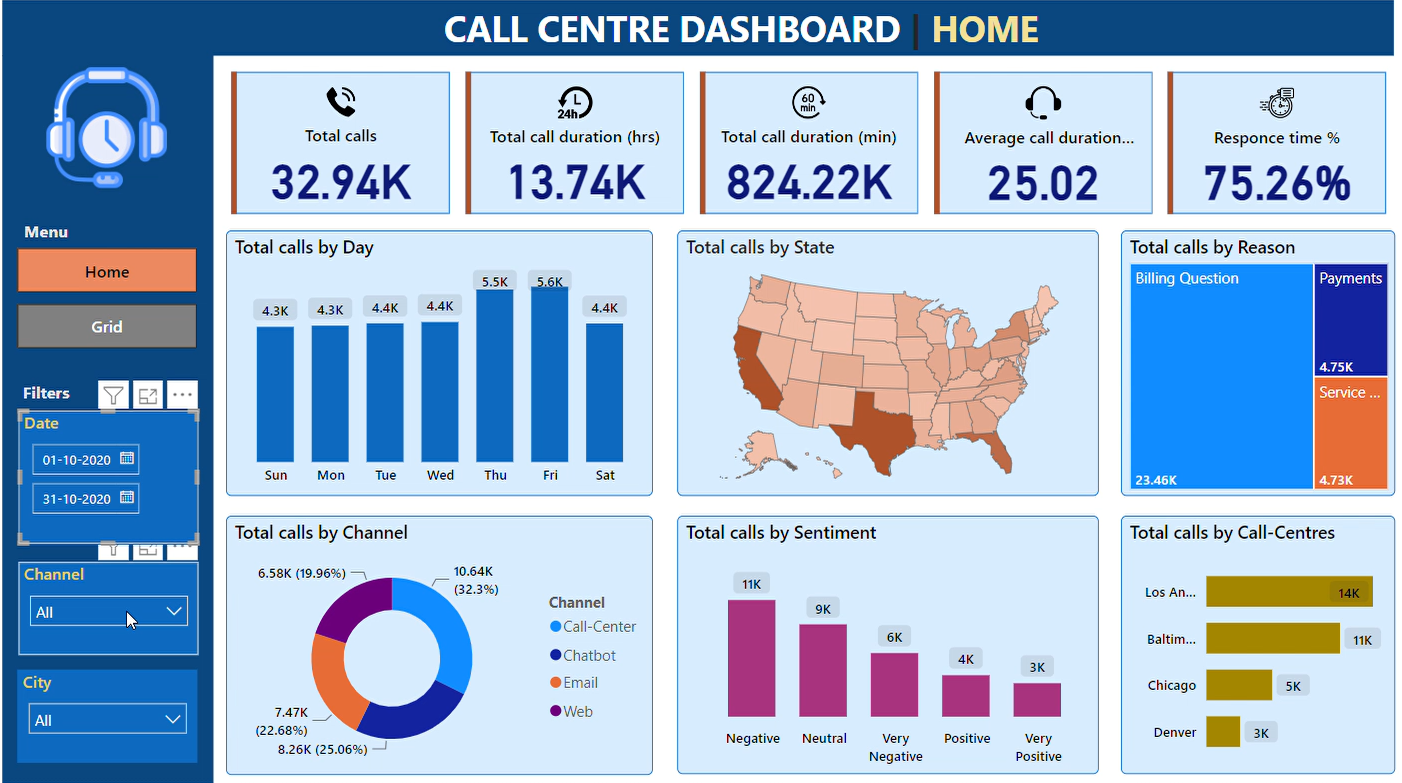 CALL CENTRE DASHBOARD | HOME
Total calls
32.94K
24h
Total call duration (hrs)
13.74K
60
min
Total call duration (min)
824.22K
Average call duration...
25.02
Responce time %
75.26%
Menu
Home
Grid
Filters
Date
01-10-2020
31-10-2020
Channel
All
City
All
Total calls by Day
4.3K
4.3K
4.4K
4.4K
5.5K
5.6K
4.4K
Sun
Mon
Tue
Wed
Thu
Fri
Sat
Total calls by State
Total calls by Reason
Billing Question
23.46K
Payments
4.75K
Service ...
4.73K
Total calls by Channel
6.58K (19.96%)
10.64K
(32.3%)
7.47K
(22.68%)
8.26K (25.06%)
Channel
Call-Center
Chatbot
Email
Web
Total calls by Sentiment
11K
9K
6K
4K
3K
Negative
Neutral
Very
Negative
Positive
Very
Positive
Total calls by Call-Centres
Los An...
14K
Baltim...
11K
Chicago
5K
Denver
3K